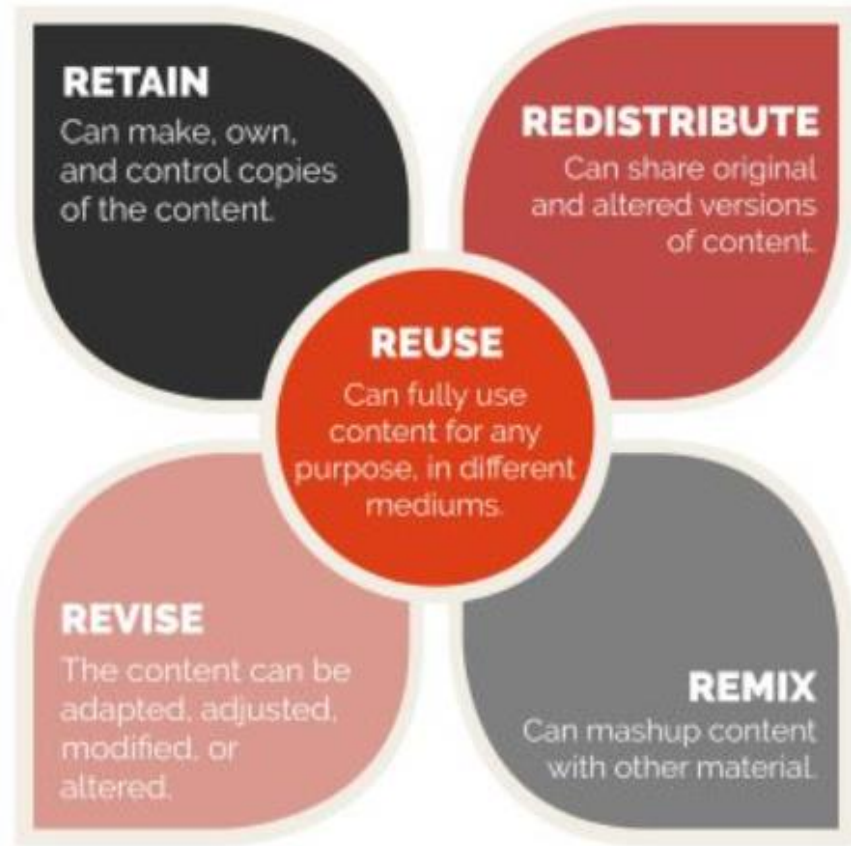 RETAIN
Can make, own,
and control copies
of the content.
REDISTRIBUTE
Can share original
and altered versions
of content.
REUSE
Can fully use
content for any
purpose, in different
mediums.
REVISE
The content can be
adapted, adjusted,
modified, or
altered.
REMIX
Can mashup content
with other material.